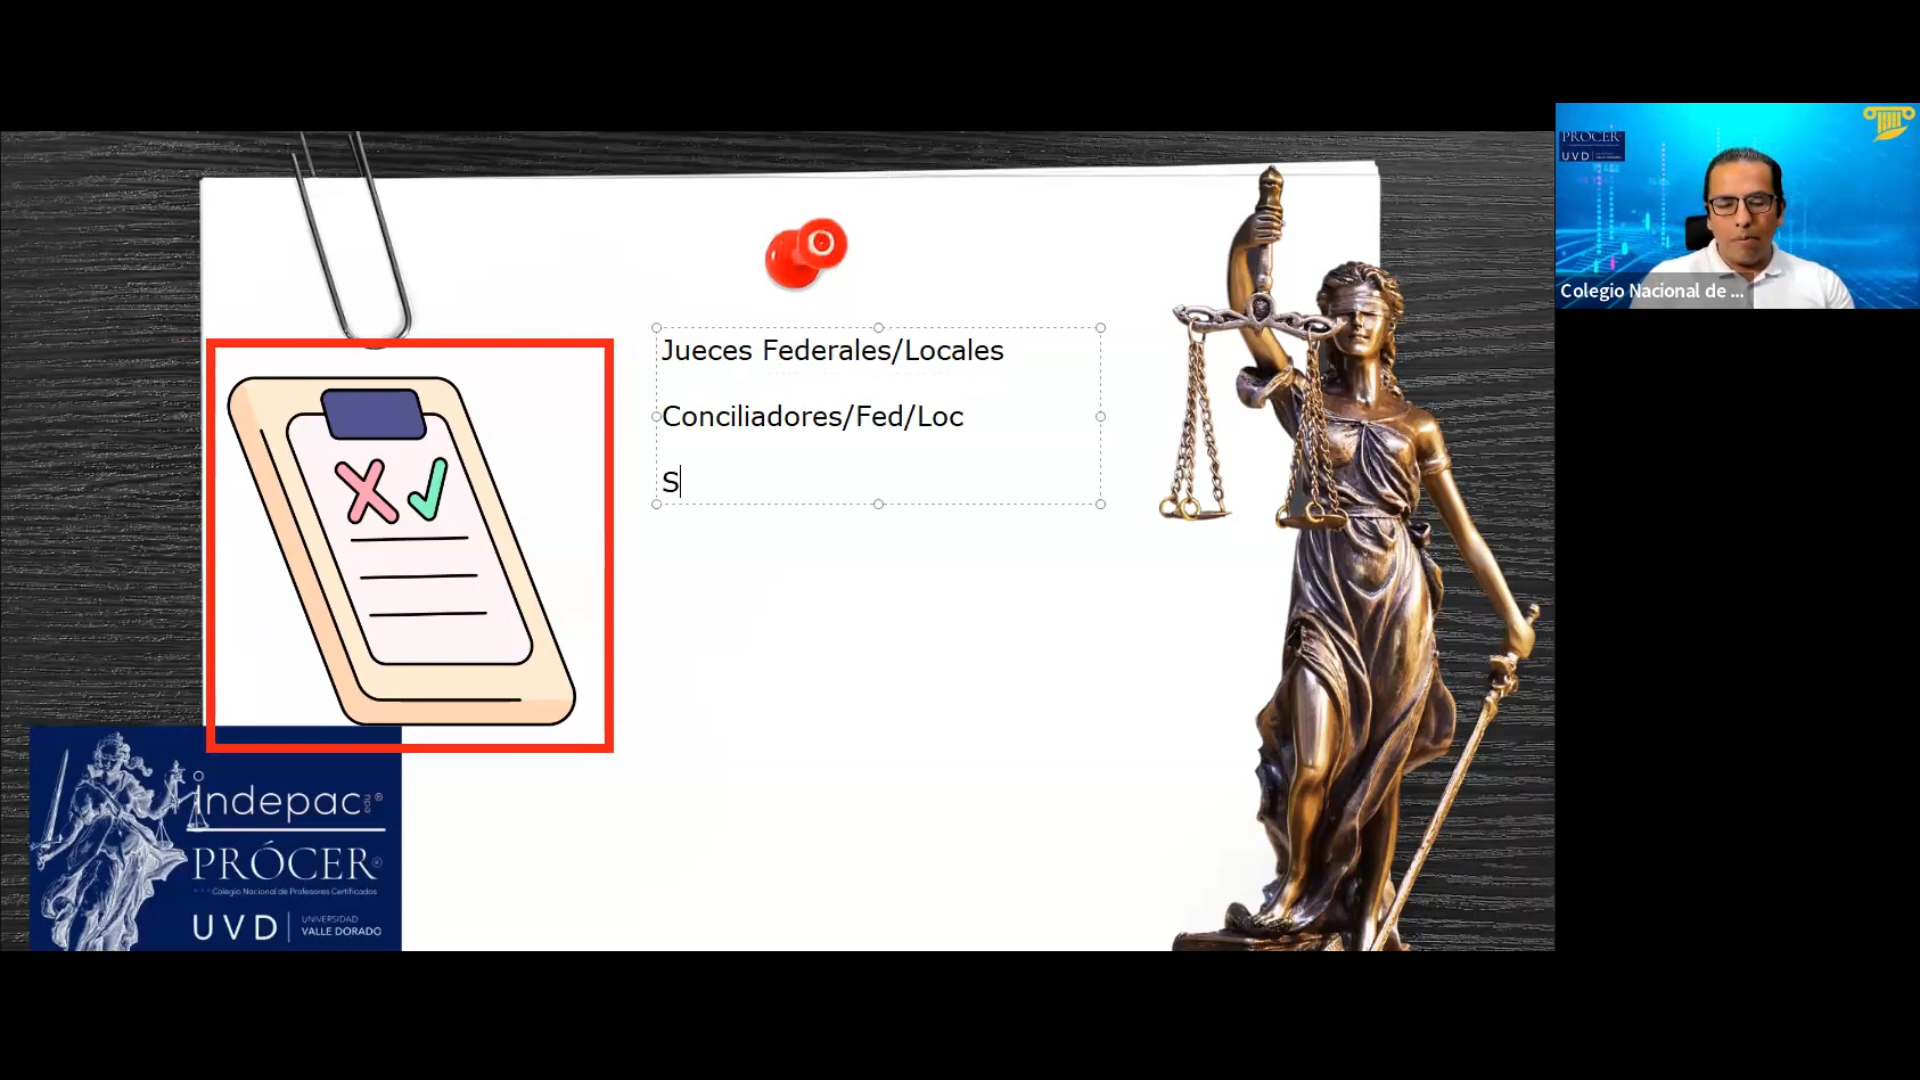 Jueces Federales/Locales
Conciliadores/Fed/Loc
S
indepac
PRÓCER®
Colegio Nacional de Profesores Certificados
UVD
UNIVERSIDAD
VALLE DORADO
PRÓCER
UVD
Colegio Nacional de ...